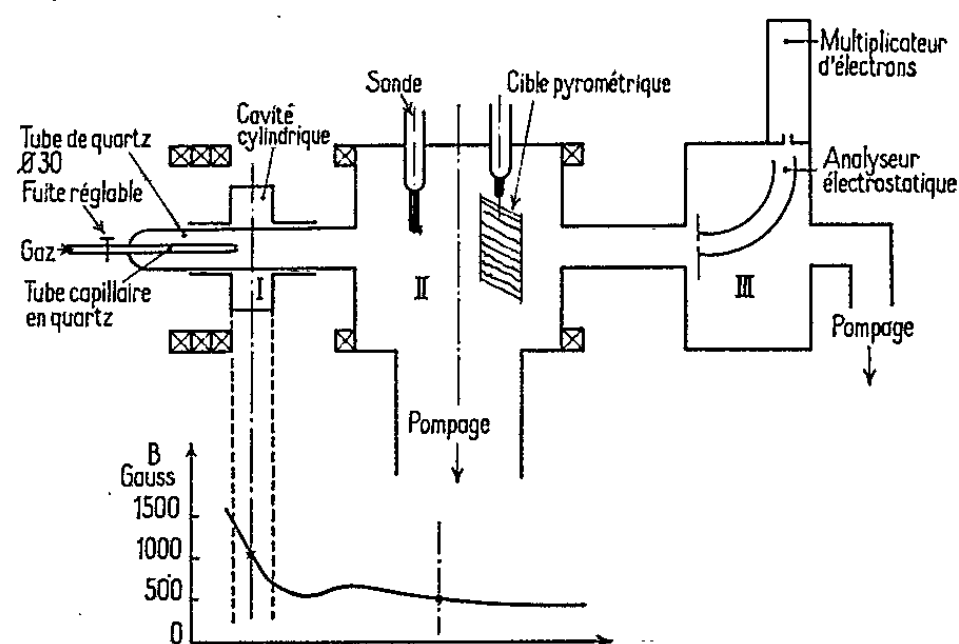 Multiplicateur
d'électrons
Sonde
Cible pyrométrique
Cavité
cylindrique
Tube de quartz
Ø 30
Fuite réglable
Analyseur
électrostatique
Gaz
I
II
III
Tube capillaire
en quartz
Pompage
Pompage
B
Gauss
1500
1000
500
0